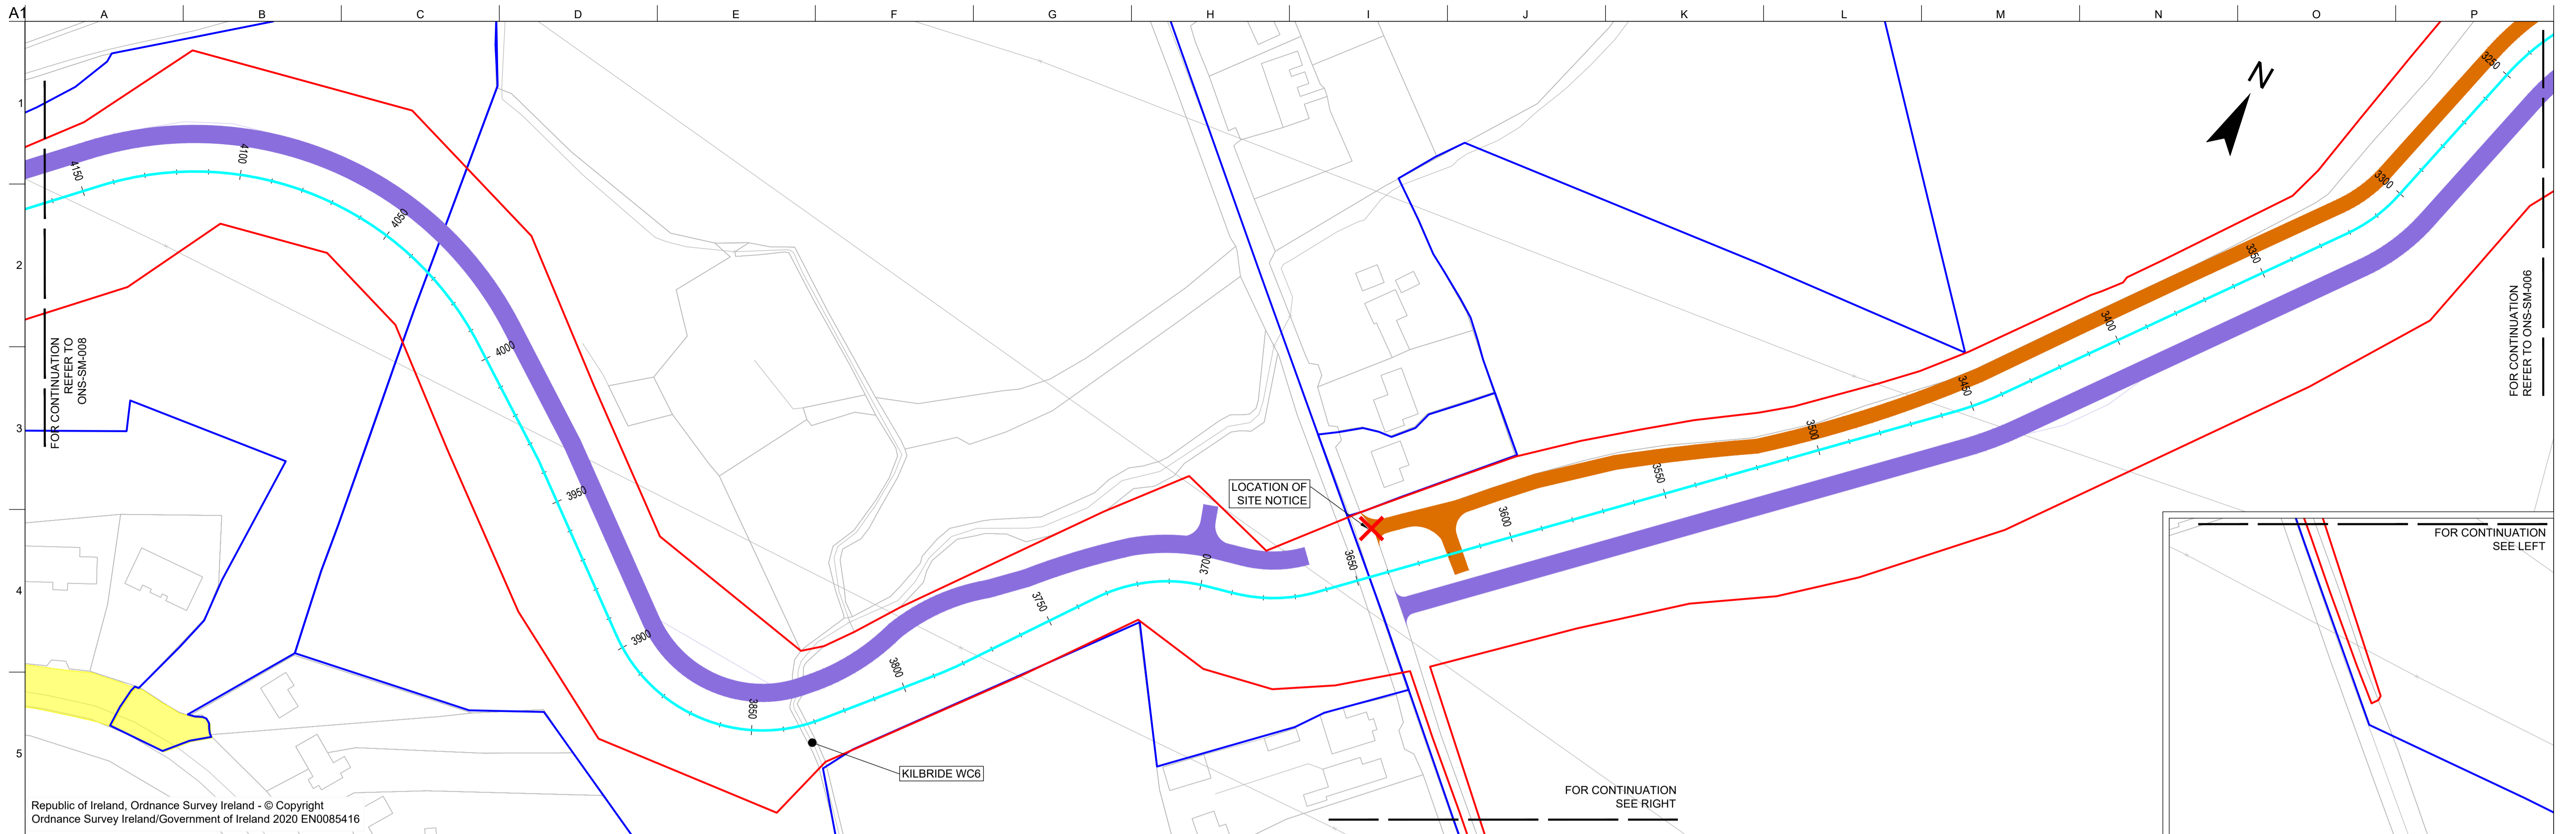 A1
A B C D E F G H I J K L M N O P
1
2
3
4
5
N
FOR CONTINUATION
REFER TO
ONS-SM-008
4150
4100
4050
4000
3950
3900
3850
3800
3750
3700
3650
3600
3550
3500
3450
3400
3350
3300
3250
FOR CONTINUATION
REFER TO ONS-SM-006
LOCATION OF
SITE NOTICE
KILBRIDE WC6
FOR CONTINUATION
SEE RIGHT
FOR CONTINUATION
SEE LEFT
Republic of Ireland, Ordnance Survey Ireland - © Copyright
Ordnance Survey Ireland/Government of Ireland 2020 EN0085416